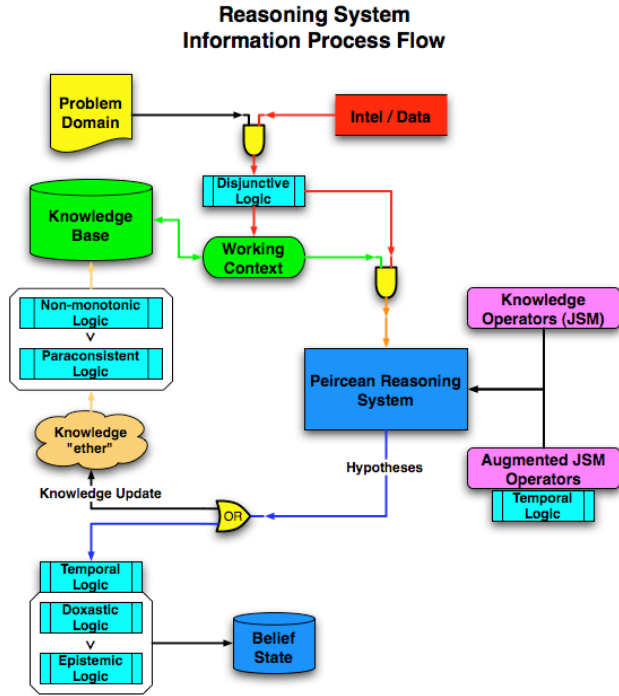 Reasoning System
Information Process Flow
Problem
Domain
Intel / Data
Disjunctive
Logic
Knowledge
Base
Working
Context
Non-monotonic
Logic
v
Paraconsistent
Logic
Knowledge
Operators (JSM)
Peircean Reasoning
System
Knowledge
"ether"
Hypotheses
Augmented JSM
Operators
Temporal
Logic
Knowledge Update
OR
Temporal
Logic
Doxastic
Logic
v
Epistemic
Logic
Belief
State